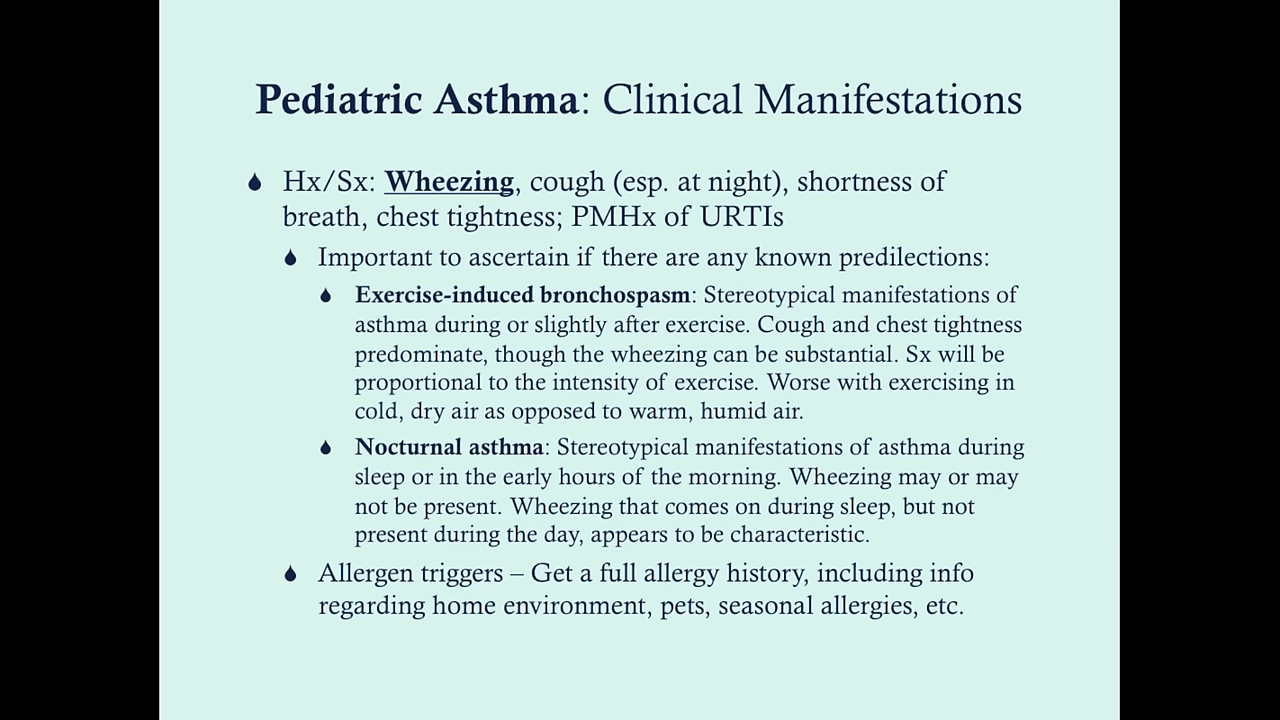 Pediatric Asthma: Clinical Manifestations
Hx/Sx: Wheezing, cough (esp. at night), shortness of
breath, chest tightness; PMHx of URTIs
Important to ascertain if there are any known predilections:
Exercise-induced bronchospasm: Stereotypical manifestations of
asthma during or slightly after exercise. Cough and chest tightness
predominate, though the wheezing can be substantial. Sx will be
proportional to the intensity of exercise. Worse with exercising in
cold, dry air as opposed to warm, humid air.
Nocturnal asthma: Stereotypical manifestations of asthma during
sleep or in the early hours of the morning. Wheezing may or may
not be present. Wheezing that comes on during sleep, but not
present during the day, appears to be characteristic.
Allergen triggers – Get a full allergy history, including info
regarding home environment, pets, seasonal allergies, etc.